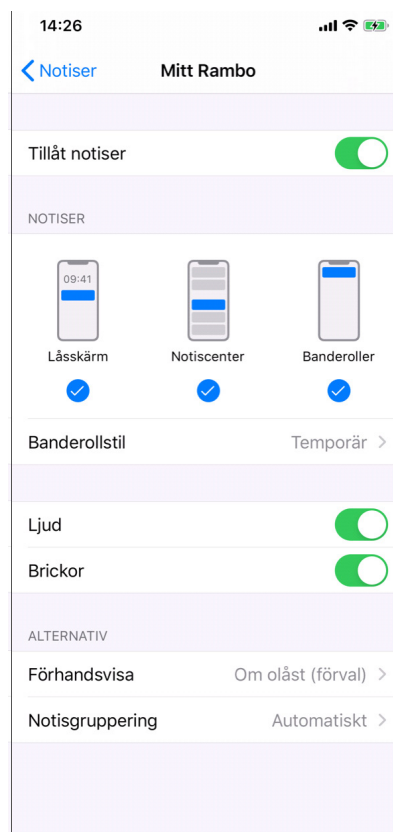 14:26
Notiser Mitt Rambo
Tillåt notiser
NOTISER
09:41
Låsskärm Notiscenter Banderoller
Banderollstil Temporär
Ljud
Brickor
ALTERNATIV
Förhandsvisa Om olåst (förval)
Notisgruppering Automatiskt